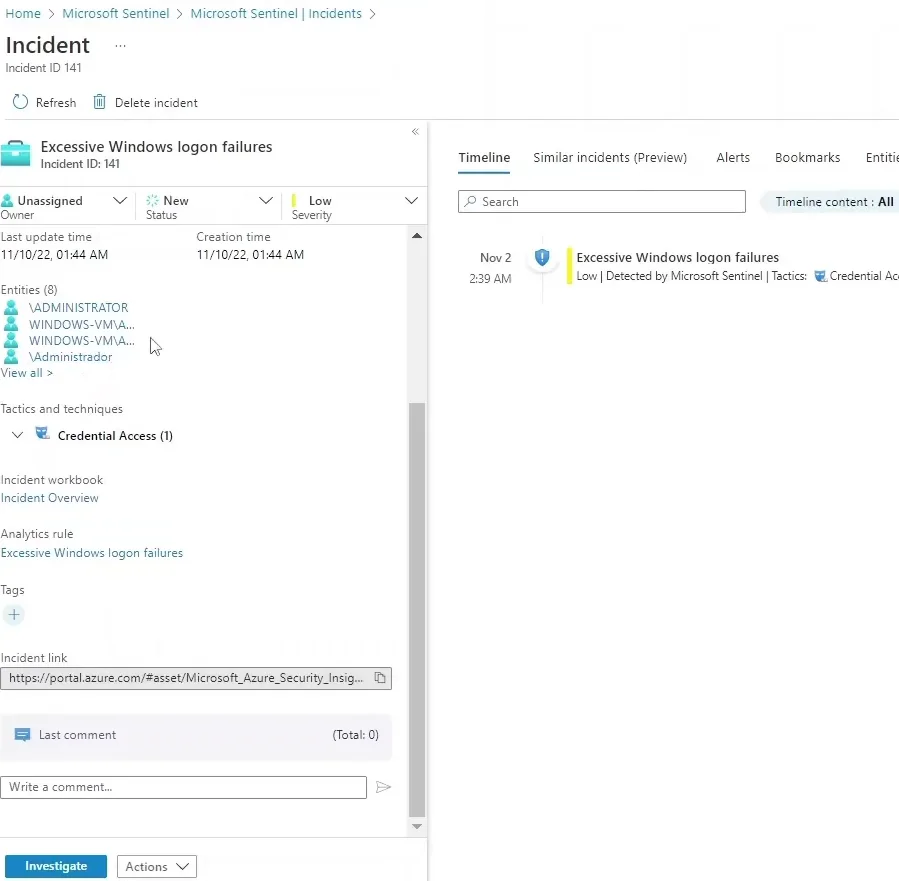 Home > Microsoft Sentinel > Microsoft Sentinel | Incidents >
Incident ...
Incident ID 141
Refresh Delete incident
«
Excessive Windows logon failures
Incident ID: 141
Unassigned
Owner
New
Status
Low
Severity
Last update time
11/10/22, 01:44 AM
Creation time
11/10/22, 01:44 AM
Entities (8)
\ADMINISTRATOR
WINDOWS-VM\A...
WINDOWS-VM\A...
\Administrador
View all >
Tactics and techniques
Credential Access (1)
Incident workbook
Incident Overview
Analytics rule
Excessive Windows logon failures
Tags
+
Incident link
https://portal.azure.com/#asset/Microsoft_Azure_Security_Insig...
Last comment (Total: 0)
Write a comment...
Investigate Actions
Timeline Similar incidents (Preview) Alerts Bookmarks Entitie
Search
Timeline content : All
Nov 2
2:39 AM
Excessive Windows logon failures
Low | Detected by Microsoft Sentinel | Tactics: Credential Ac